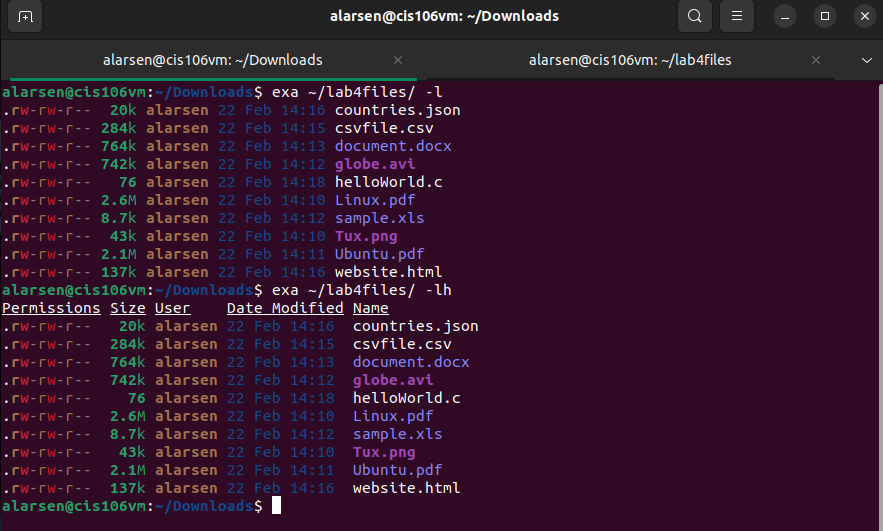 alarsen@cis106vm: ~/Downloads
alarsen@cis106vm: ~/Downloads × alarsen@cis106vm: ~/lab4files ×
alarsen@cis106vm:~/Downloads$ exa ~/lab4files/ -l
.rw-rw-r-- 20k alarsen 22 Feb 14:16 countries.json
.rw-rw-r-- 284k alarsen 22 Feb 14:15 csvfile.csv
.rw-rw-r-- 764k alarsen 22 Feb 14:13 document.docx
.rw-rw-r-- 742k alarsen 22 Feb 14:12 globe.avi
.rw-rw-r-- 76 alarsen 22 Feb 14:18 helloWorld.c
.rw-rw-r-- 2.6M alarsen 22 Feb 14:10 Linux.pdf
.rw-rw-r-- 8.7k alarsen 22 Feb 14:12 sample.xls
.rw-rw-r-- 43k alarsen 22 Feb 14:10 Tux.png
.rw-rw-r-- 2.1M alarsen 22 Feb 14:11 Ubuntu.pdf
.rw-rw-r-- 137k alarsen 22 Feb 14:16 website.html
alarsen@cis106vm:~/Downloads$ exa ~/lab4files/ -lh
Permissions Size User Date Modified Name
.rw-rw-r-- 20k alarsen 22 Feb 14:16 countries.json
.rw-rw-r-- 284k alarsen 22 Feb 14:15 csvfile.csv
.rw-rw-r-- 764k alarsen 22 Feb 14:13 document.docx
.rw-rw-r-- 742k alarsen 22 Feb 14:12 globe.avi
.rw-rw-r-- 76 alarsen 22 Feb 14:18 helloWorld.c
.rw-rw-r-- 2.6M alarsen 22 Feb 14:10 Linux.pdf
.rw-rw-r-- 8.7k alarsen 22 Feb 14:12 sample.xls
.rw-rw-r-- 43k alarsen 22 Feb 14:10 Tux.png
.rw-rw-r-- 2.1M alarsen 22 Feb 14:11 Ubuntu.pdf
.rw-rw-r-- 137k alarsen 22 Feb 14:16 website.html
alarsen@cis106vm:~/Downloads$